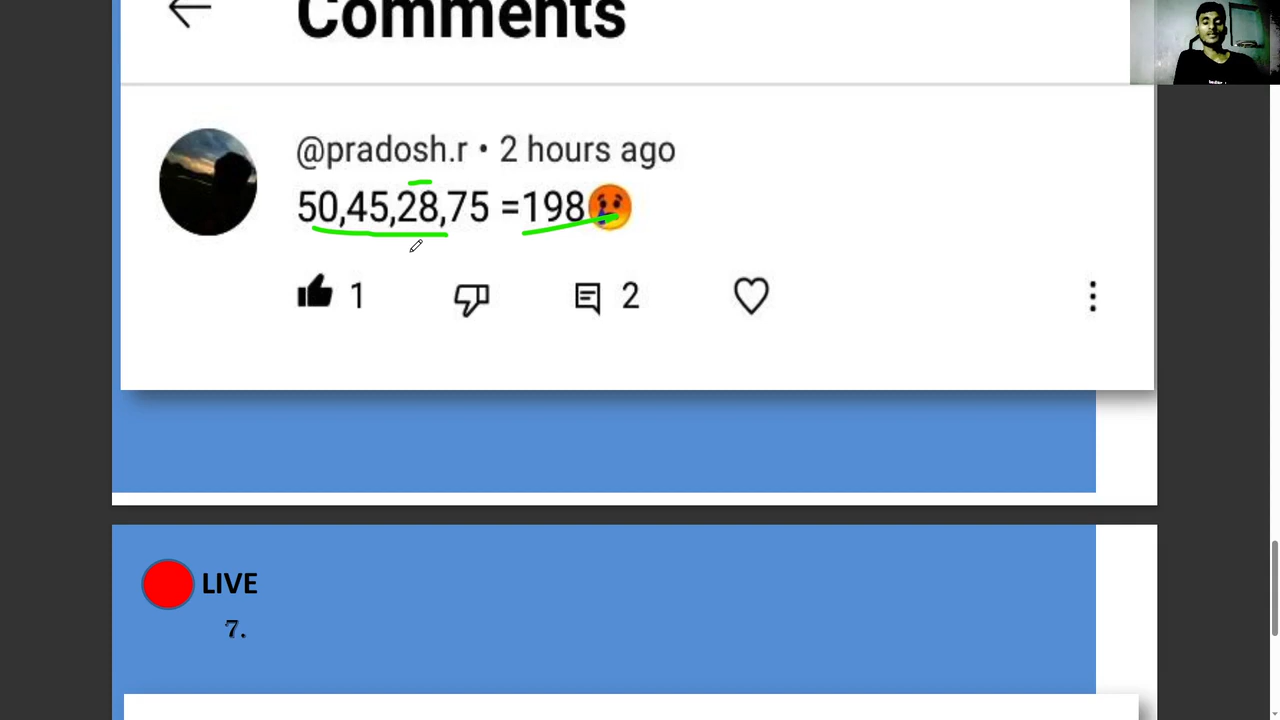 Comments
@pradosh.r • 2 hours ago
50,45,28,75 =198😢
1
2
LIVE
7.